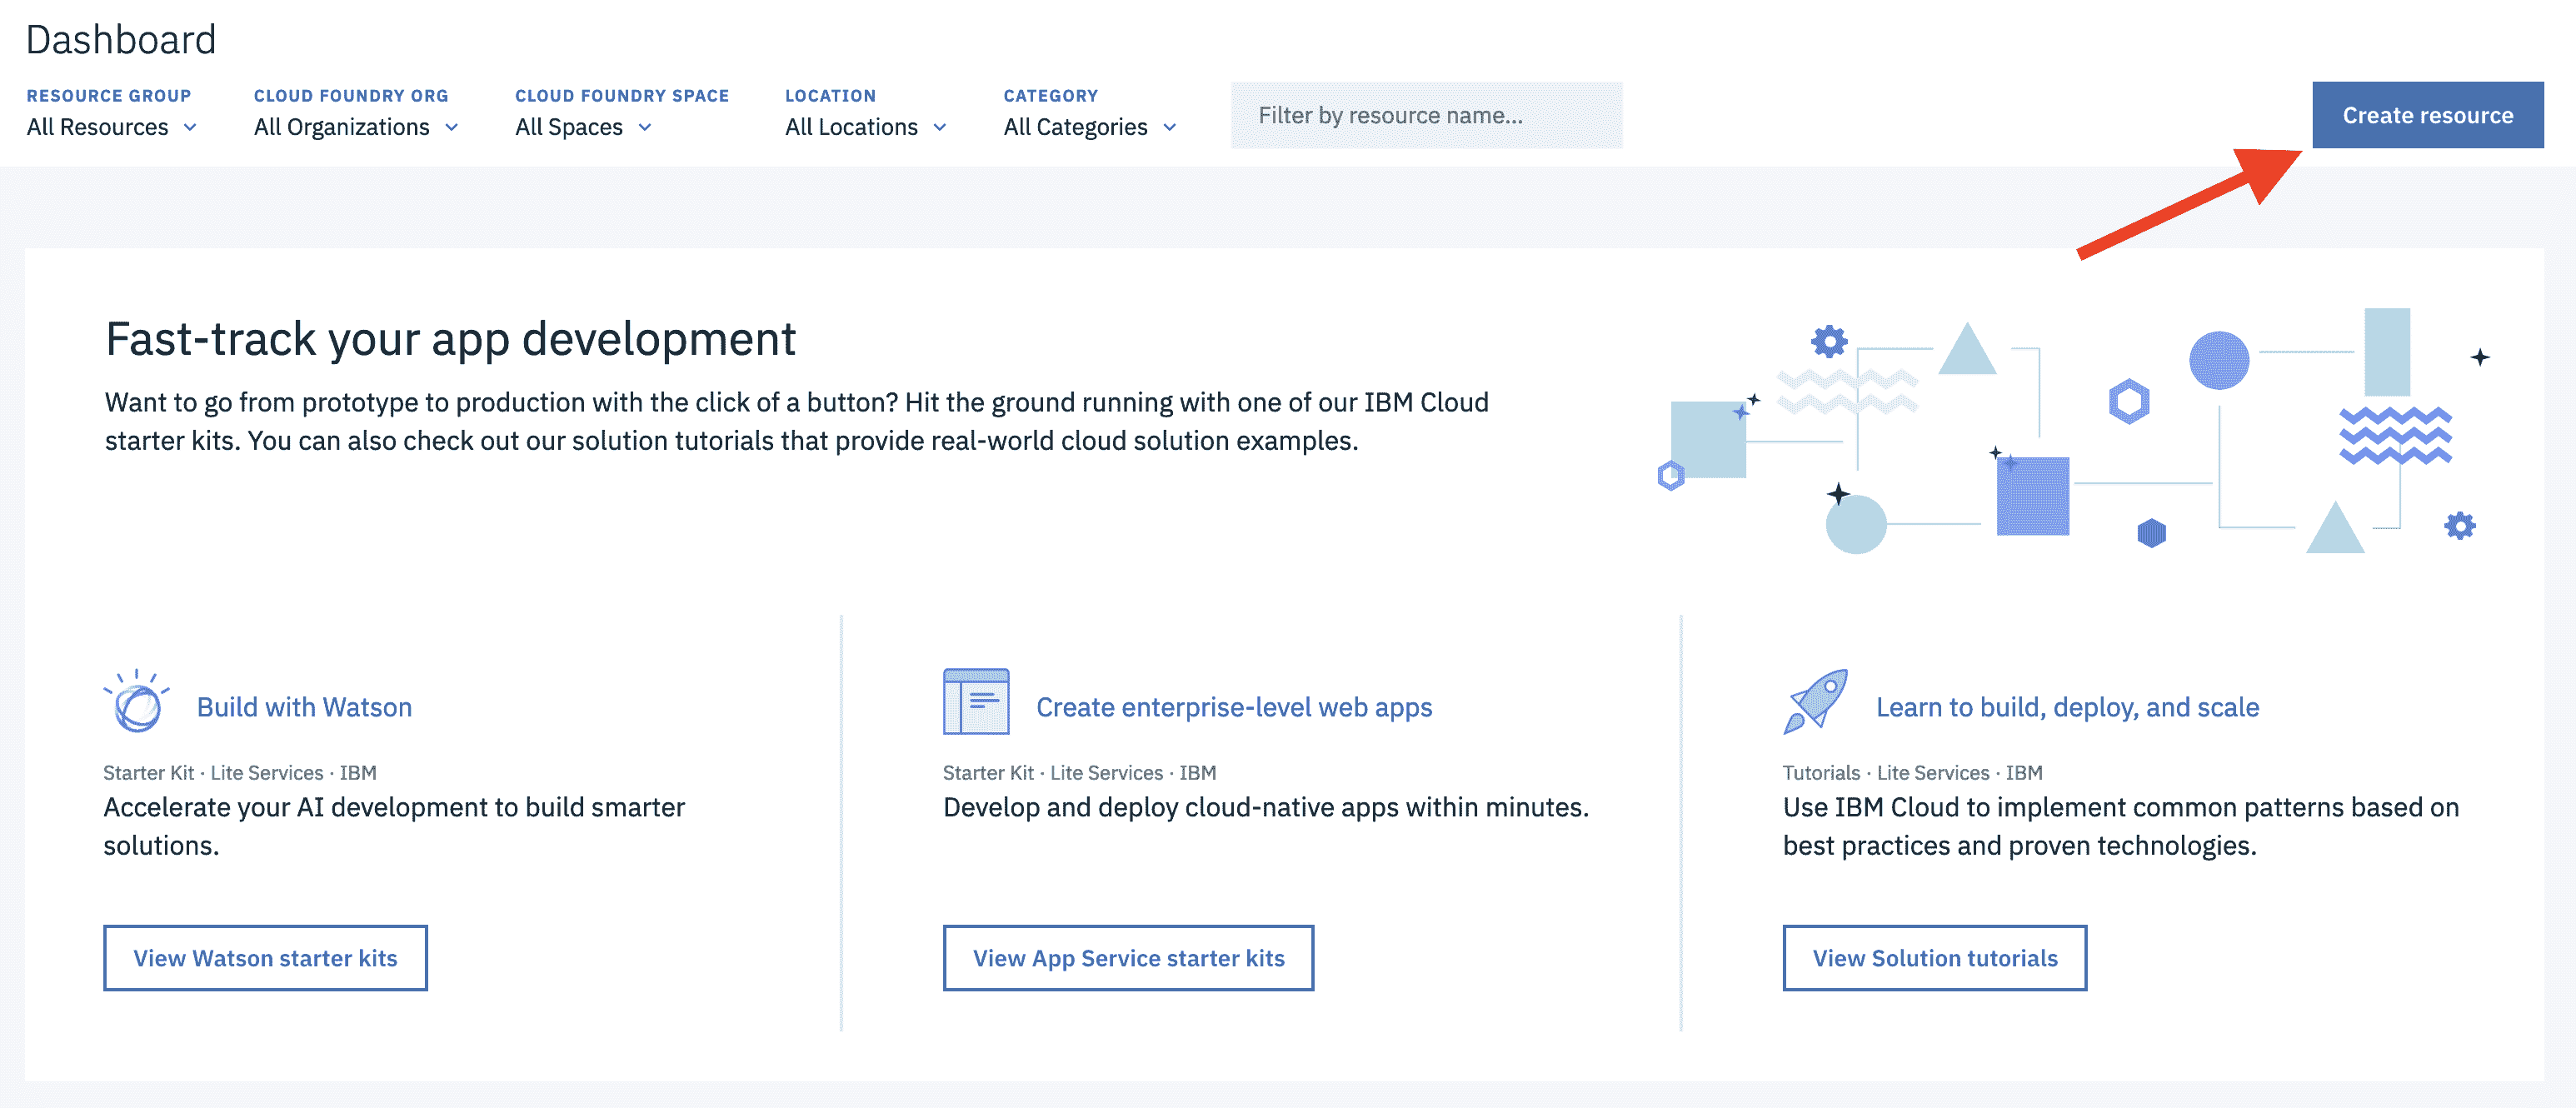 Dashboard
RESOURCE GROUP
All Resources
CLOUD FOUNDRY ORG
All Organizations
CLOUD FOUNDRY SPACE
All Spaces
LOCATION
All Locations
CATEGORY
All Categories
Filter by resource name...
Create resource
Fast-track your app development
Want to go from prototype to production with the click of a button? Hit the ground running with one of our IBM Cloud
starter kits. You can also check out our solution tutorials that provide real-world cloud solution examples.
Build with Watson
Starter Kit · Lite Services · IBM
Accelerate your AI development to build smarter
solutions.
View Watson starter kits
Create enterprise-level web apps
Starter Kit · Lite Services · IBM
Develop and deploy cloud-native apps within minutes.
View App Service starter kits
Learn to build, deploy, and scale
Tutorials · Lite Services · IBM
Use IBM Cloud to implement common patterns based on
best practices and proven technologies.
View Solution tutorials